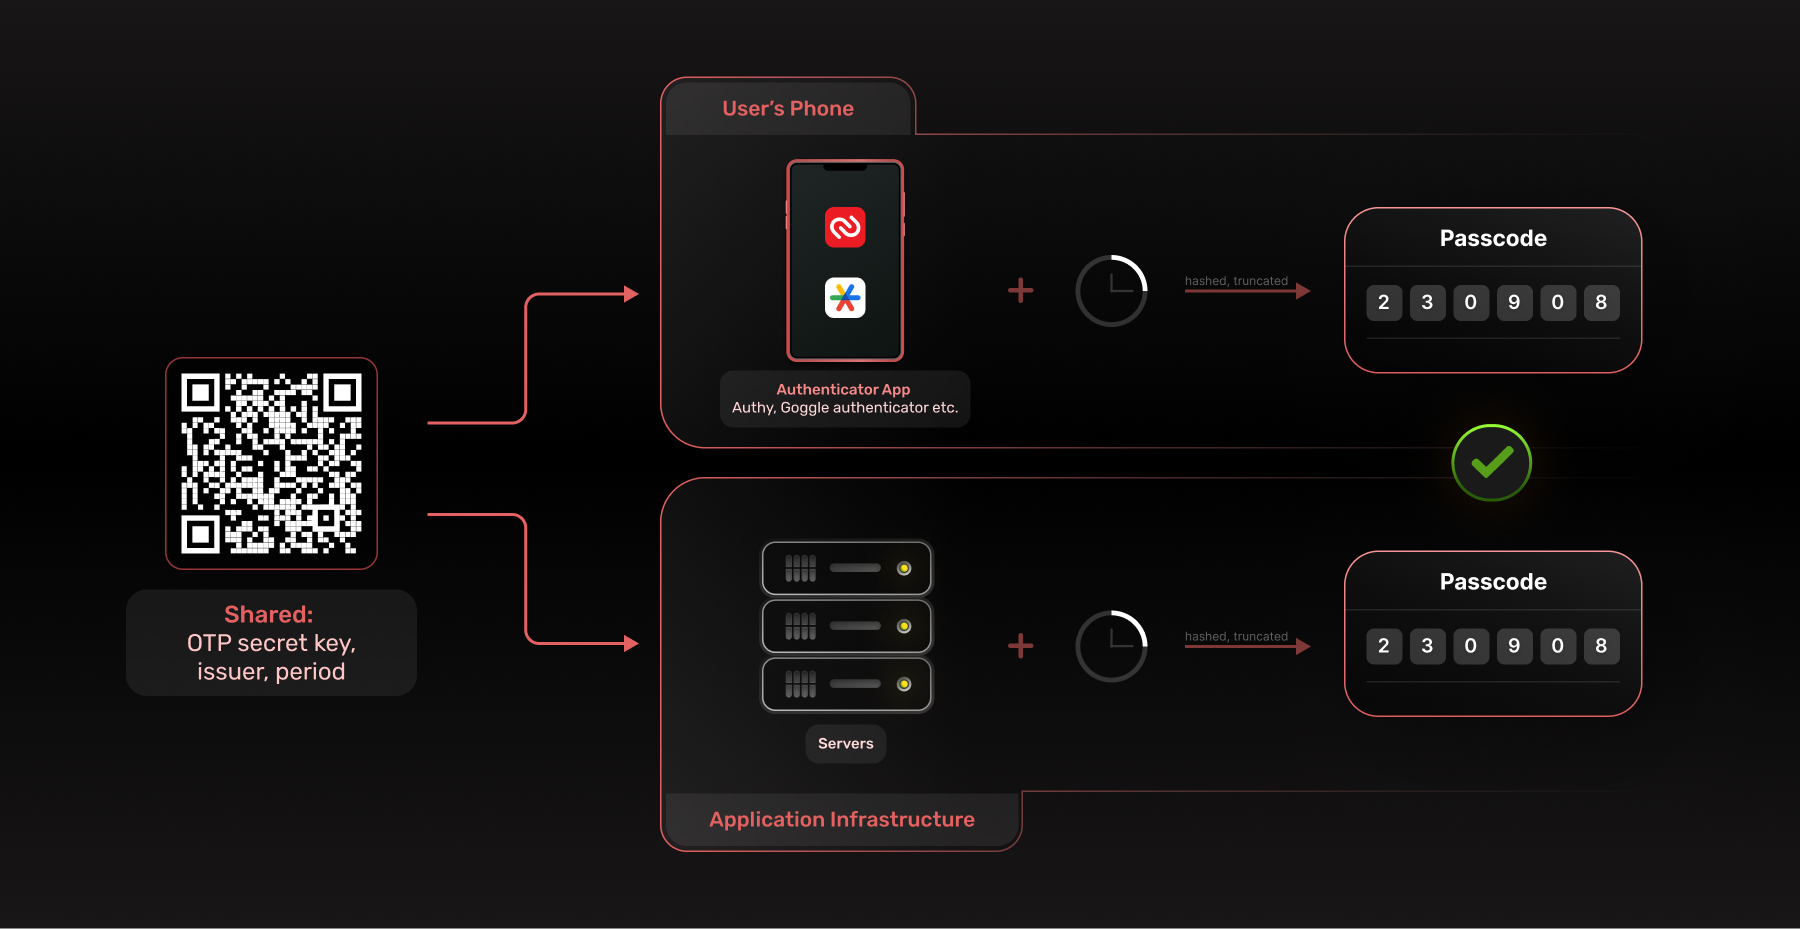 User’s Phone
Authenticator App
Authy, Goggle authenticator etc.
hashed, truncated
Passcode
2 3 0 9 0 8
Shared:
OTP secret key,
issuer, period
Servers
hashed, truncated
Passcode
2 3 0 9 0 8
Application Infrastructure